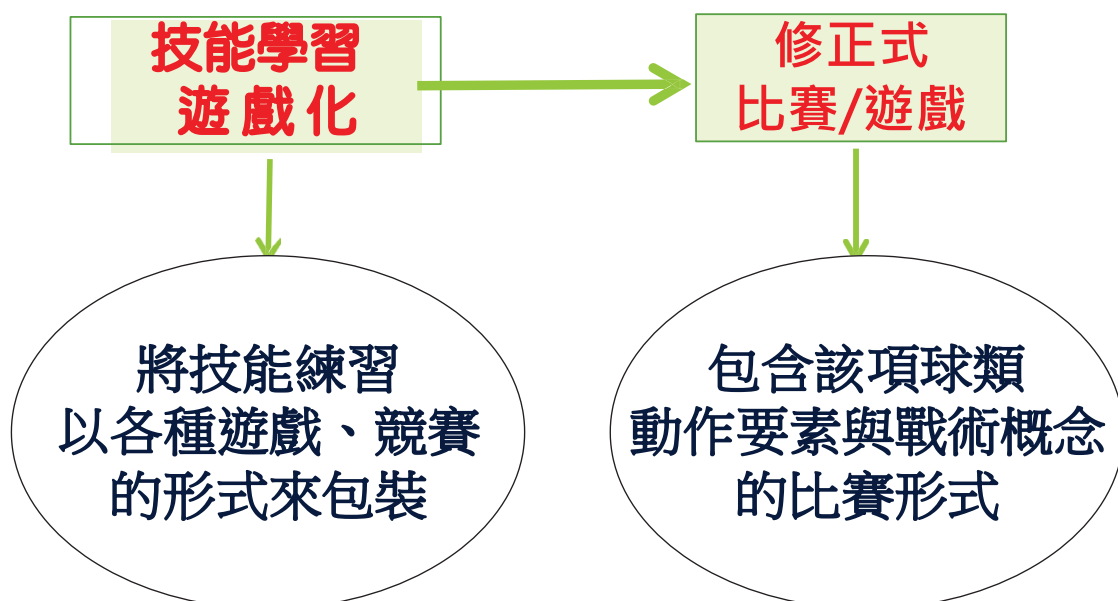 技能學習
遊戲化
修正式
比賽/遊戲
將技能練習
以各種遊戲、競賽
的形式來包裝
包含該項球類
動作要素與戰術概念
的比賽形式